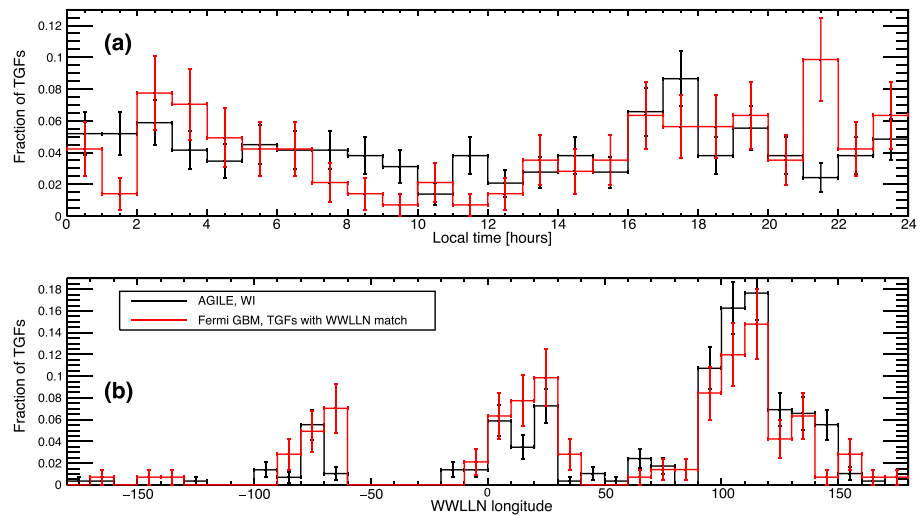 0.12
0.1
0.08
0.06
0.04
0.02
0
Fraction of TGFs
(a)
0 2 4 6 8 10 12 14 16 18 20 22 24
Local time [hours]
0.18
0.16
0.14
0.12
0.1
0.08
0.06
0.04
0.02
0
Fraction of TGFs
AGILE, WI
Fermi GBM, TGFs with WWLLN match
(b)
−150 −100 −50 0 50 100 150
WWLLN longitude